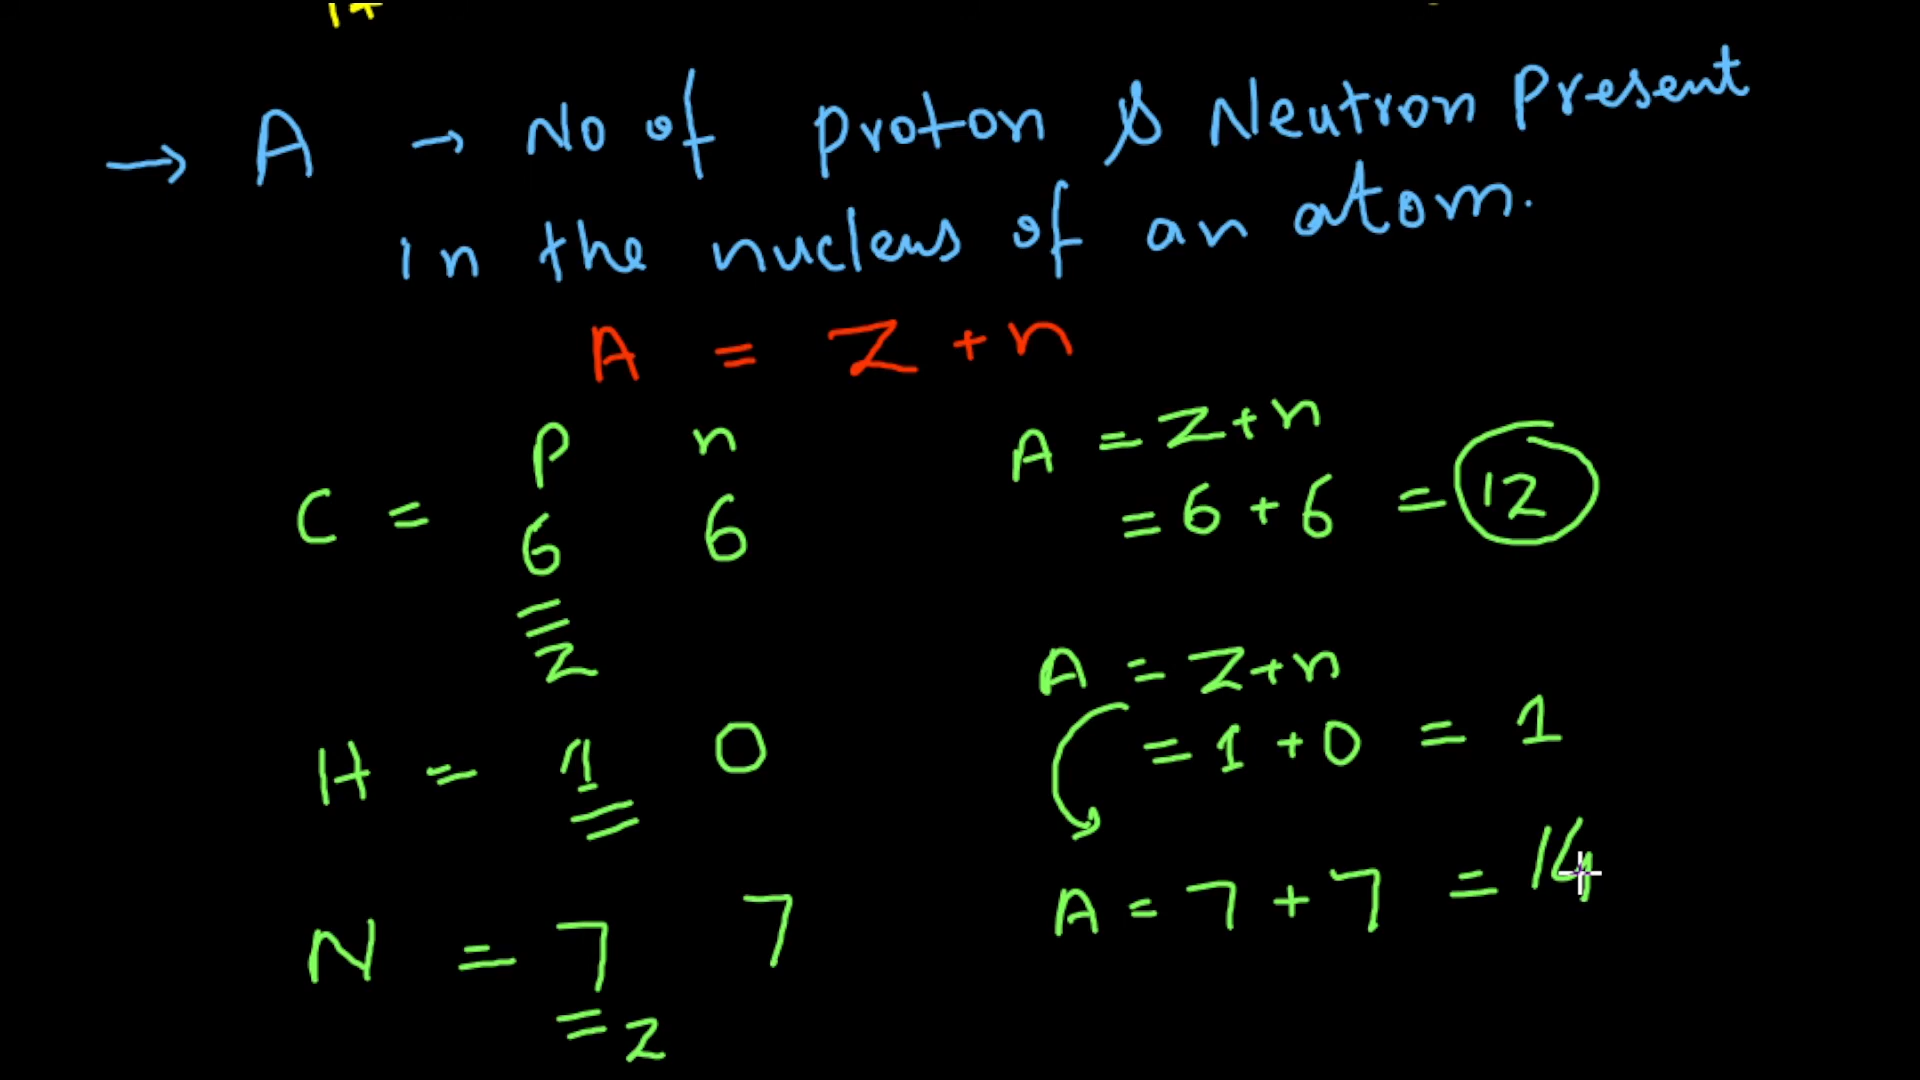 → A → No of proton & Neutron Present
in the nucleus of an atom.
A = Z + n
P n
C = 6 6
Z
A = Z + n
= 6 + 6 = 12
H = 1 0
A = Z + n
= 1 + 0 = 1
N = 7 7
= Z
A = 7 + 7 = 14